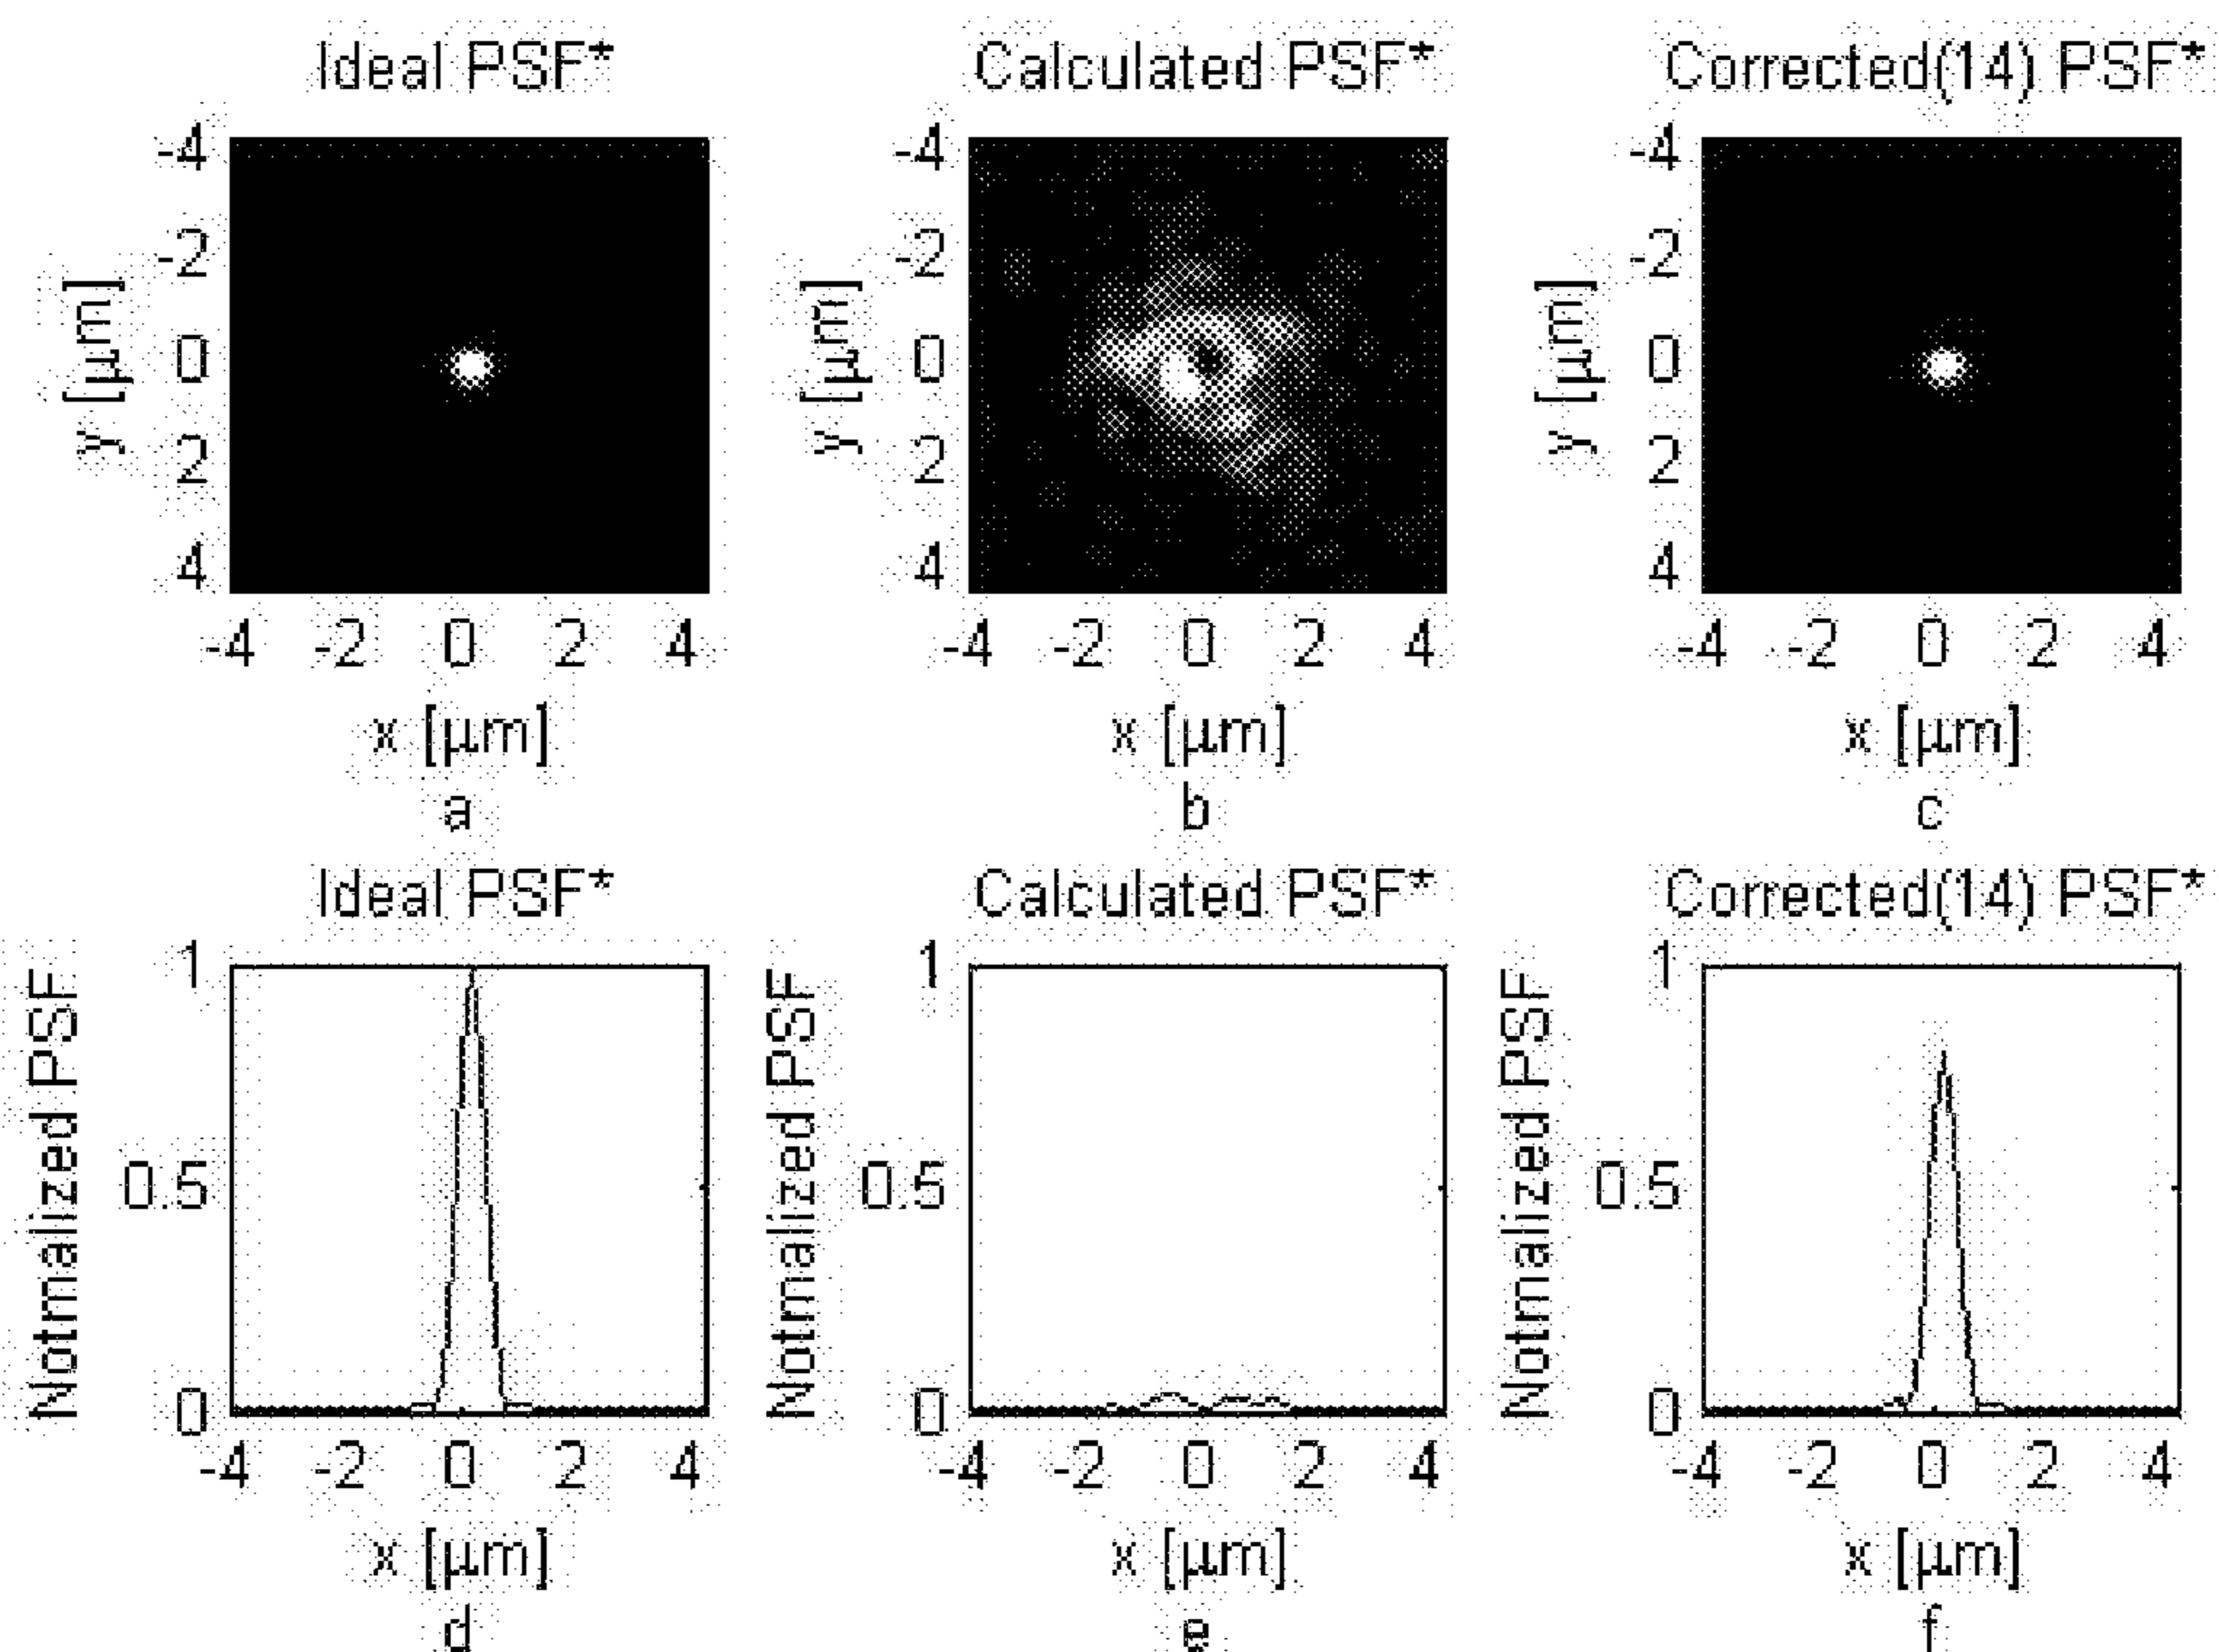 Ideal PSF*
Calculated PSF*
Corrected(14) PSF*
-4
-2
0
2
4
y [μm]
-4
-2
0
2
4
x [μm]
a
-4
-2
0
2
4
y [μm]
-4
-2
0
2
4
x [μm]
b
-4
-2
0
2
4
y [μm]
-4
-2
0
2
4
x [μm]
c
Ideal PSF*
Calculated PSF*
Corrected(14) PSF*
Notmalized PSF
1
0.5
0
-4
-2
0
2
4
x [μm]
d
Notmalized PSF
1
0.5
0
-4
-2
0
2
4
x [μm]
e
Notmalized PSF
1
0.5
0
-4
-2
0
2
4
x [μm]
f